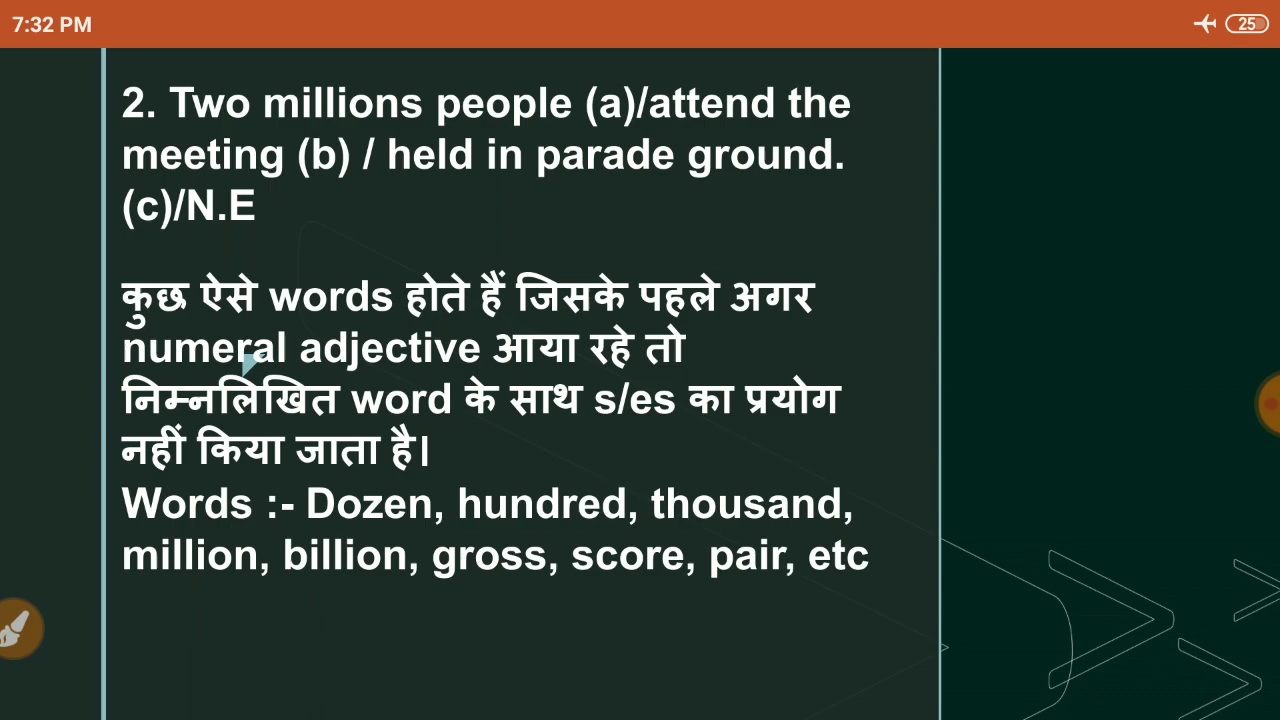 7:32 PM
25
2. Two millions people (a)/attend the
meeting (b) / held in parade ground.
(c)/N.E
कुछ ऐसे words होते हैं जिसके पहले अगर
numeral adjective आया रहे तो
निम्नलिखित word के साथ s/es का प्रयोग
नहीं किया जाता है।
Words :- Dozen, hundred, thousand,
million, billion, gross, score, pair, etc